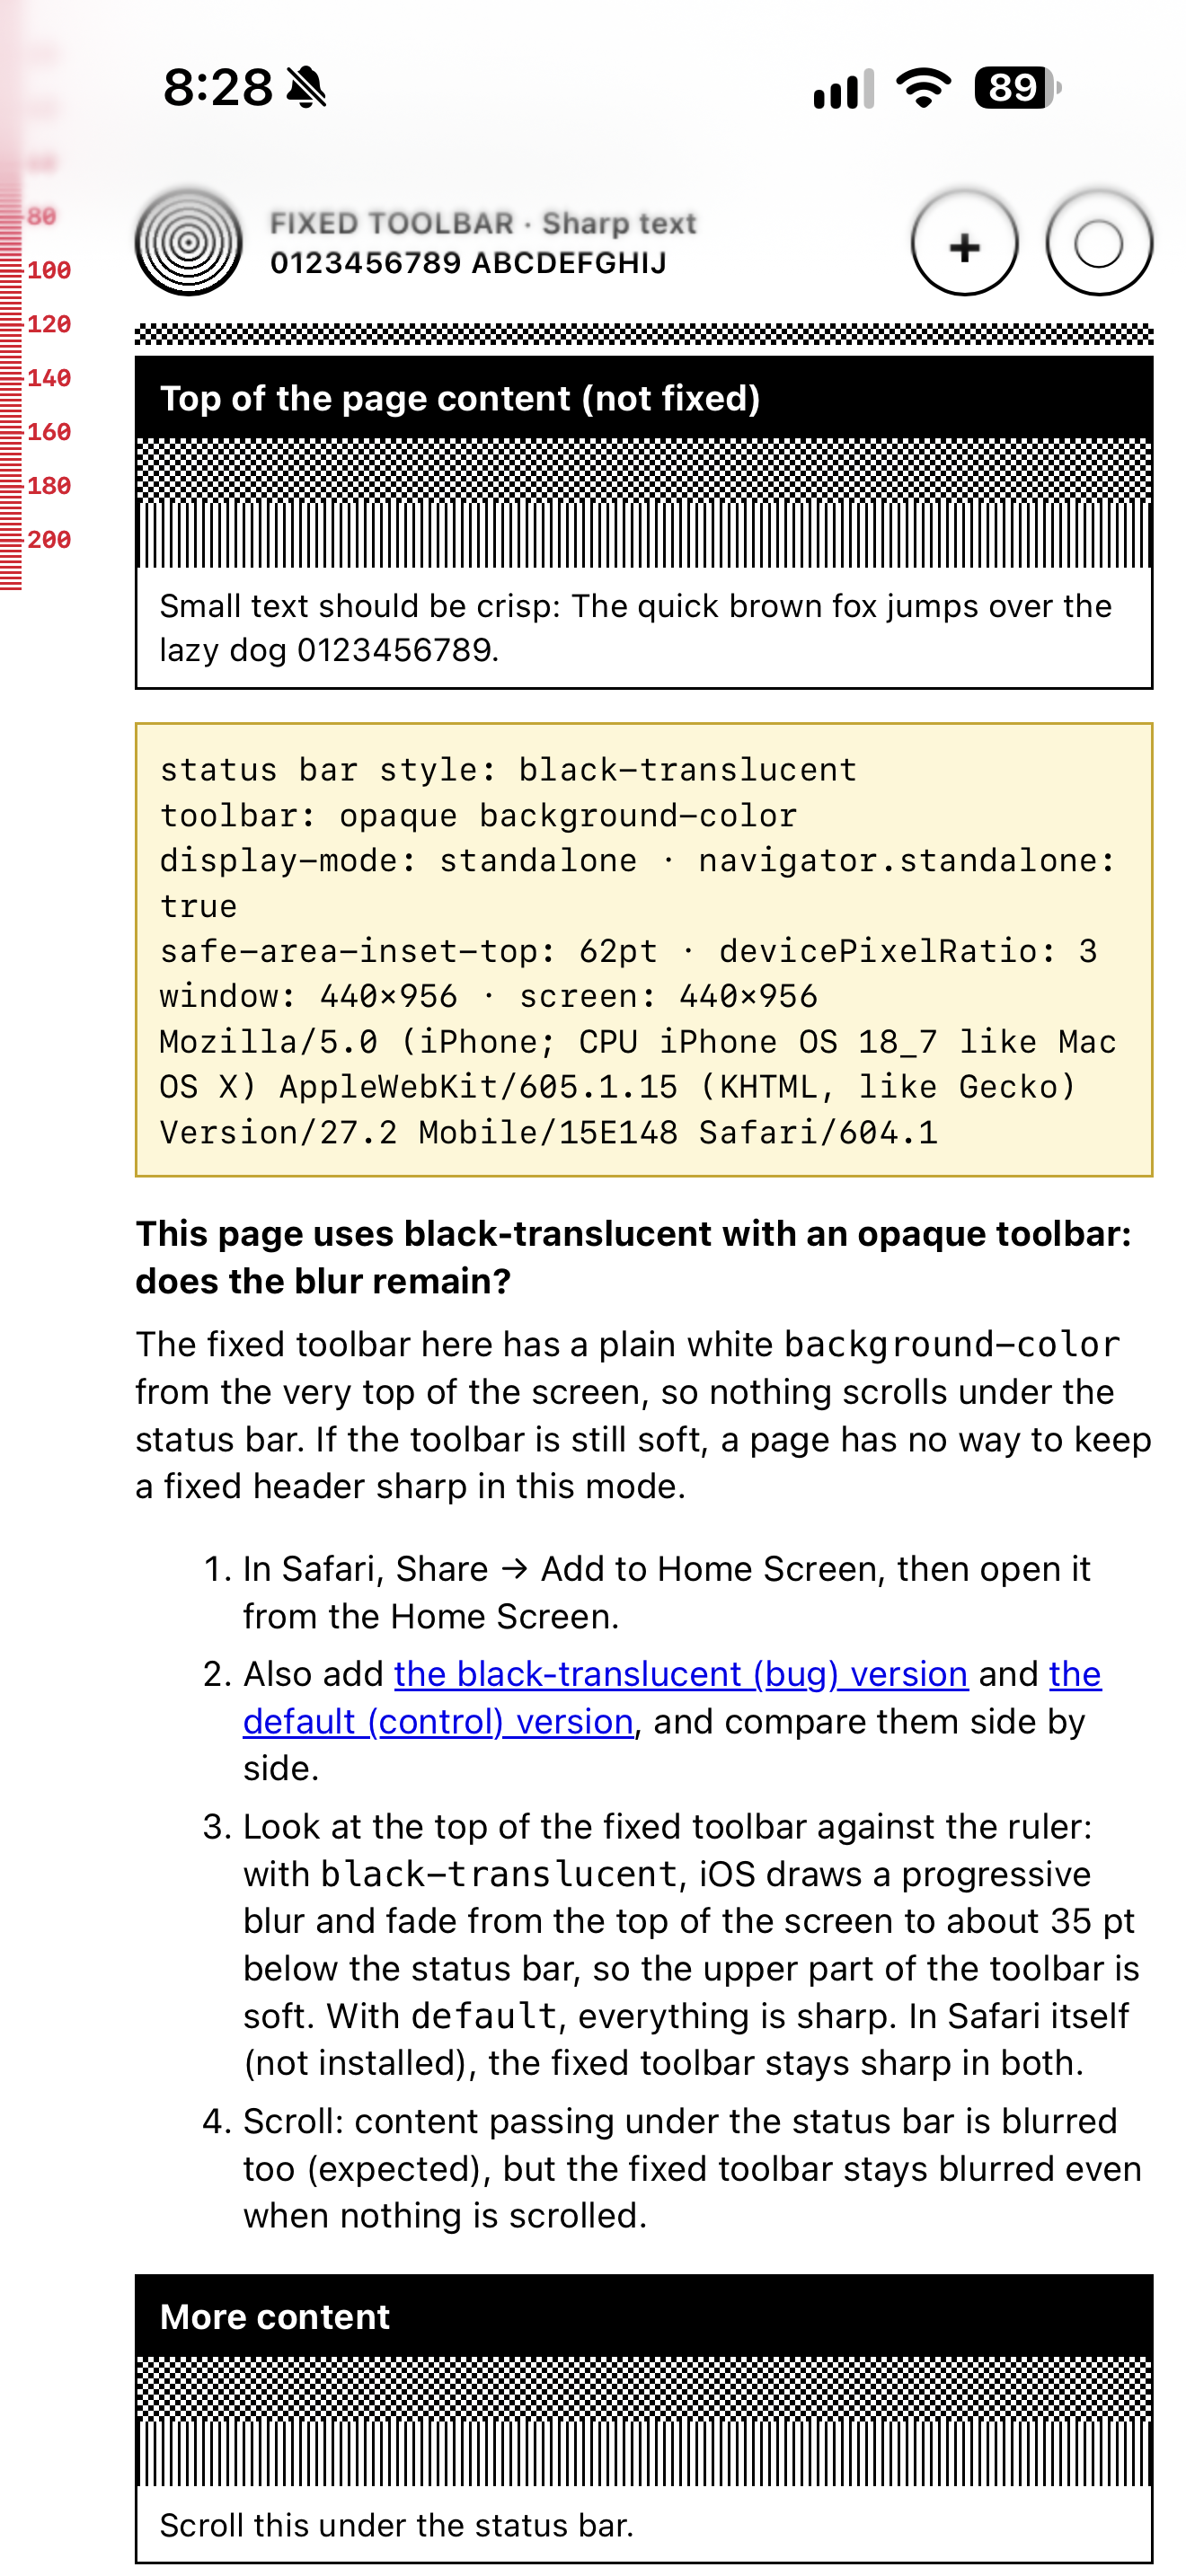 8:28
89
80
FIXED TOOLBAR · Sharp text
0123456789 ABCDEFGHIJ
+
100
120
140
160
180
200
Top of the page content (not fixed)
Small text should be crisp: The quick brown fox jumps over the
lazy dog 0123456789.
status bar style: black-translucent
toolbar: opaque background-color
display-mode: standalone · navigator.standalone:
true
safe-area-inset-top: 62pt · devicePixelRatio: 3
window: 440×956 · screen: 440×956
Mozilla/5.0 (iPhone; CPU iPhone OS 18_7 like Mac
OS X) AppleWebKit/605.1.15 (KHTML, like Gecko)
Version/27.2 Mobile/15E148 Safari/604.1
This page uses black-translucent with an opaque toolbar:
does the blur remain?
The fixed toolbar here has a plain white background-color
from the very top of the screen, so nothing scrolls under the
status bar. If the toolbar is still soft, a page has no way to keep
a fixed header sharp in this mode.
1. In Safari, Share → Add to Home Screen, then open it
from the Home Screen.
2. Also add the black-translucent (bug) version and the
default (control) version, and compare them side by
side.
3. Look at the top of the fixed toolbar against the ruler:
with black-translucent, iOS draws a progressive
blur and fade from the top of the screen to about 35 pt
below the status bar, so the upper part of the toolbar is
soft. With default, everything is sharp. In Safari itself
(not installed), the fixed toolbar stays sharp in both.
4. Scroll: content passing under the status bar is blurred
too (expected), but the fixed toolbar stays blurred even
when nothing is scrolled.
More content
Scroll this under the status bar.